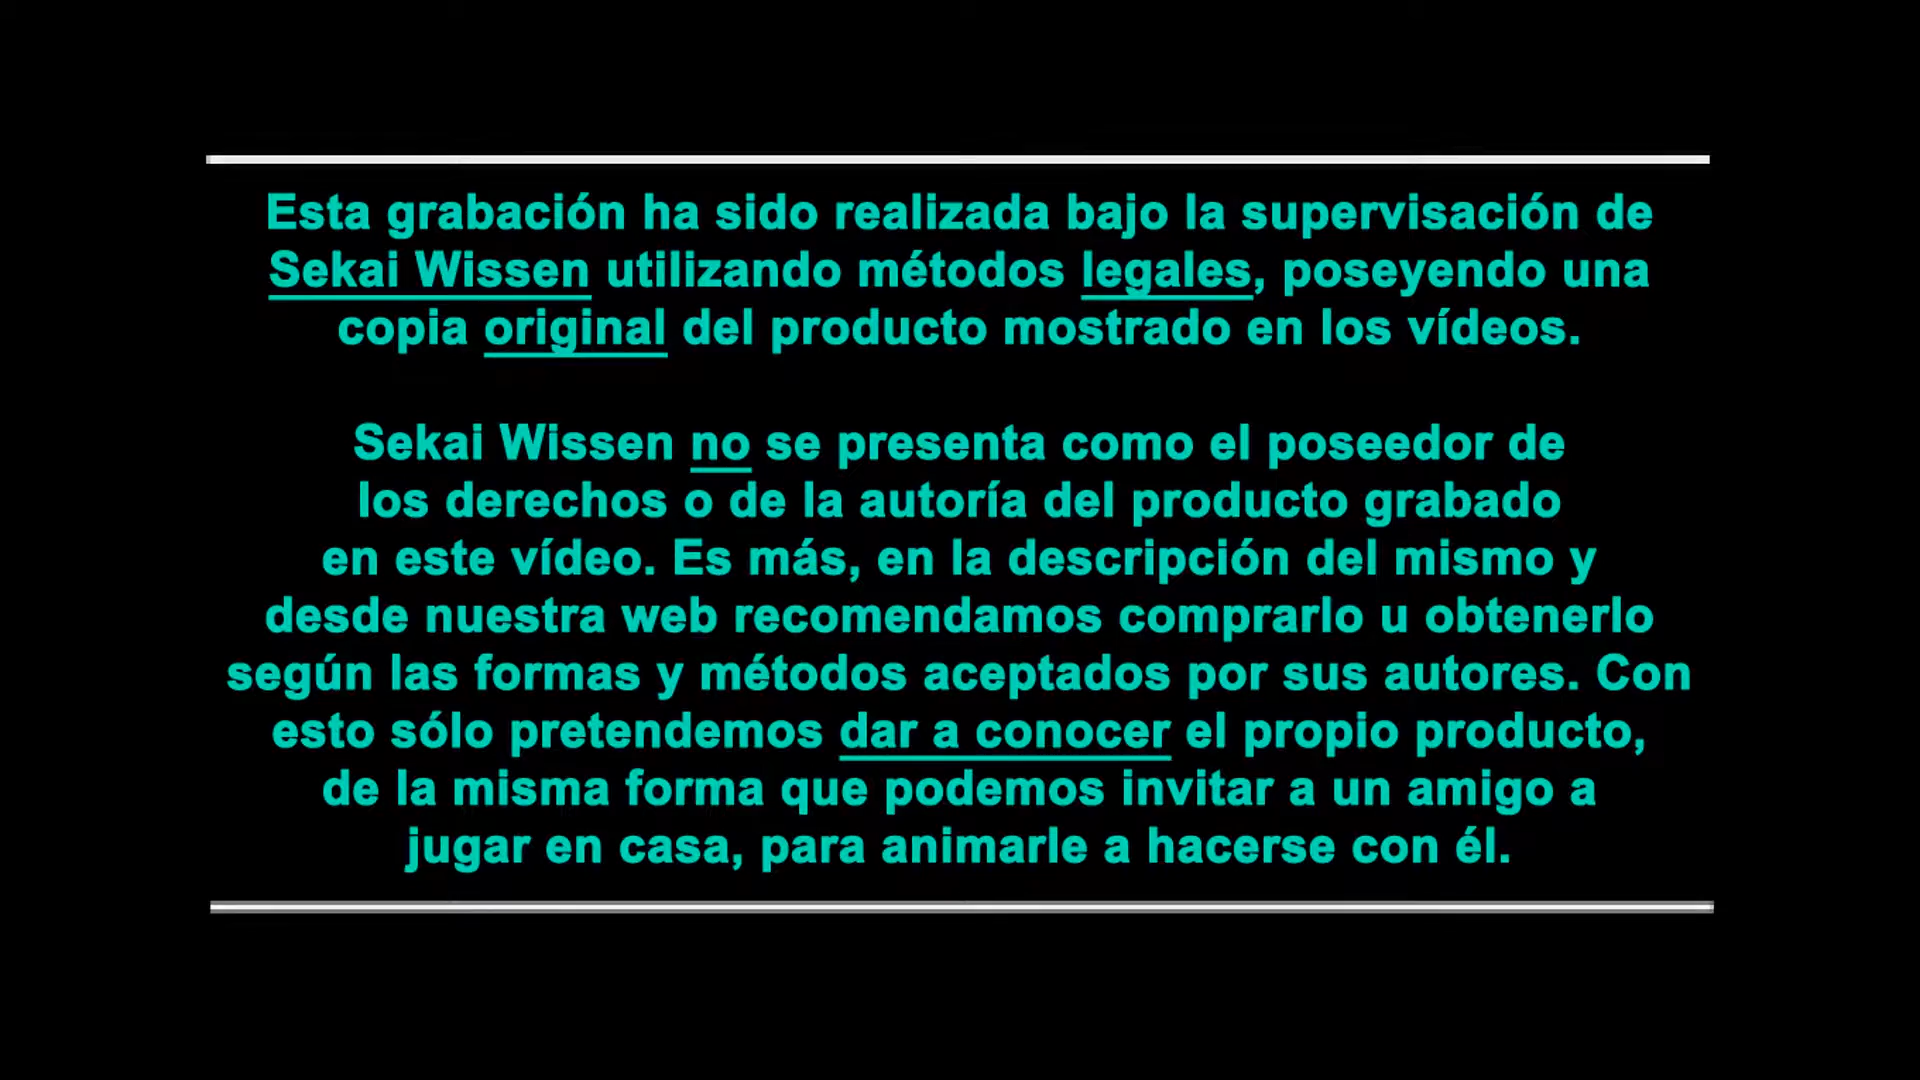 Esta grabación ha sido realizada bajo la supervisación de
Sekai Wissen utilizando métodos legales, poseyendo una
copia original del producto mostrado en los vídeos.
Sekai Wissen no se presenta como el poseedor de
los derechos o de la autoría del producto grabado
en este vídeo. Es más, en la descripción del mismo y
desde nuestra web recomendamos comprarlo u obtenerlo
según las formas y métodos aceptados por sus autores. Con
esto sólo pretendemos dar a conocer el propio producto,
de la misma forma que podemos invitar a un amigo a
jugar en casa, para animarle a hacerse con él.